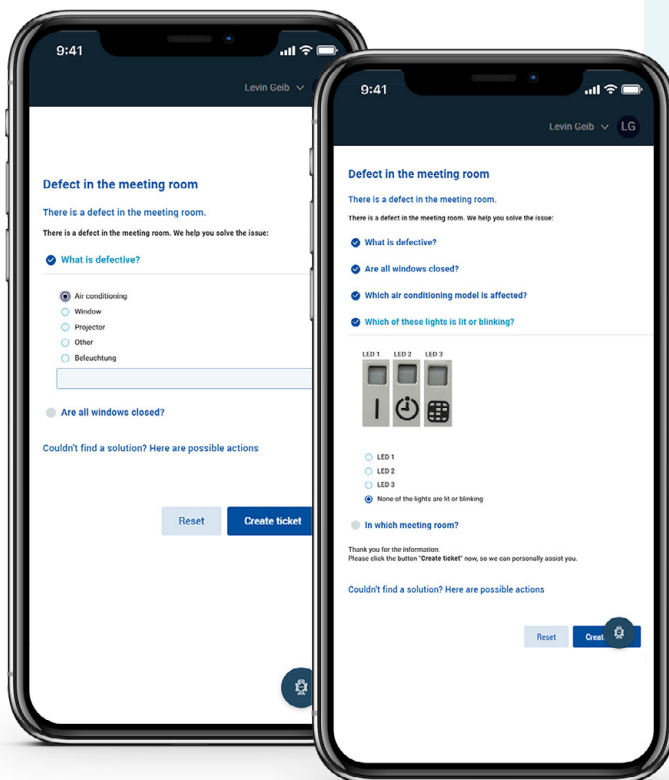 9:41
Levin Geib
Defect in the meeting room
There is a defect in the meeting room.
There is a defect in the meeting room. We help you solve the issue:
What is defective?
Air conditioning
Window
Projector
Other
Beleuchtung
Are all windows closed?
Couldn't find a solution? Here are possible actions
Reset Create ticket
9:41
Levin Geib LG
Defect in the meeting room
There is a defect in the meeting room.
There is a defect in the meeting room. We help you solve the issue:
What is defective?
Are all windows closed?
Which air conditioning model is affected?
Which of these lights is lit or blinking?
LED 1 LED 2 LED 3
LED 1
LED 2
LED 3
None of the lights are lit or blinking
In which meeting room?
Thank you for the information.
Please click the button "Create ticket" now, so we can personally assist you.
Couldn't find a solution? Here are possible actions
Reset Creat